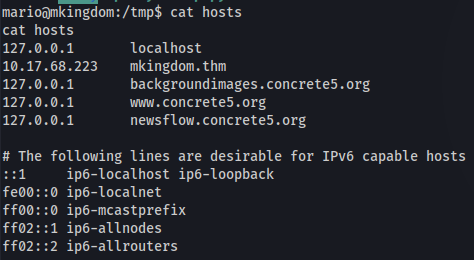 mario@mkingdom:/tmp$ cat hosts
cat hosts
127.0.0.1 localhost
10.17.68.223 mkingdom.thm
127.0.0.1 backgroundimages.concrete5.org
127.0.0.1 www.concrete5.org
127.0.0.1 newsflow.concrete5.org
# The following lines are desirable for IPv6 capable hosts
::1 ip6-localhost ip6-loopback
fe00::0 ip6-localnet
ff00::0 ip6-mcastprefix
ff02::1 ip6-allnodes
ff02::2 ip6-allrouters